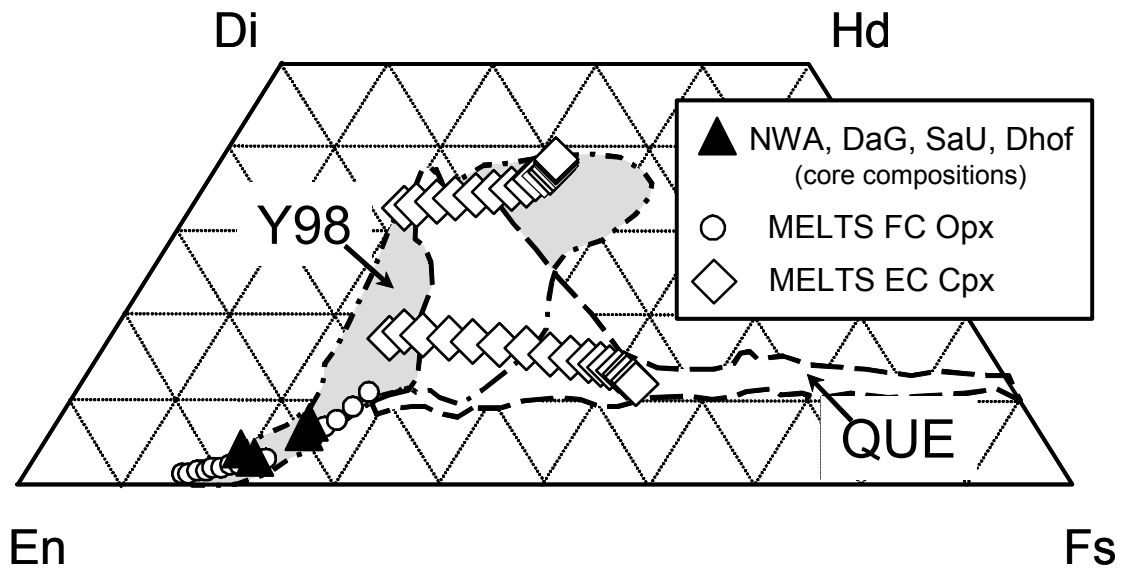 Di
Hd
NWA, DaG, SaU, Dhof
(core compositions)
Y98
MELTS FC Opx
MELTS EC Cpx
QUE
En
Fs